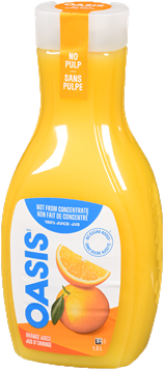 NO
PULP
SANS
PULPE
NOT FROM CONCENTRATE
NON FAIT DE CONCENTRÉ
100% JUICE • JUS
OASIS
ORANGE JUICE
JUS D'ORANGE